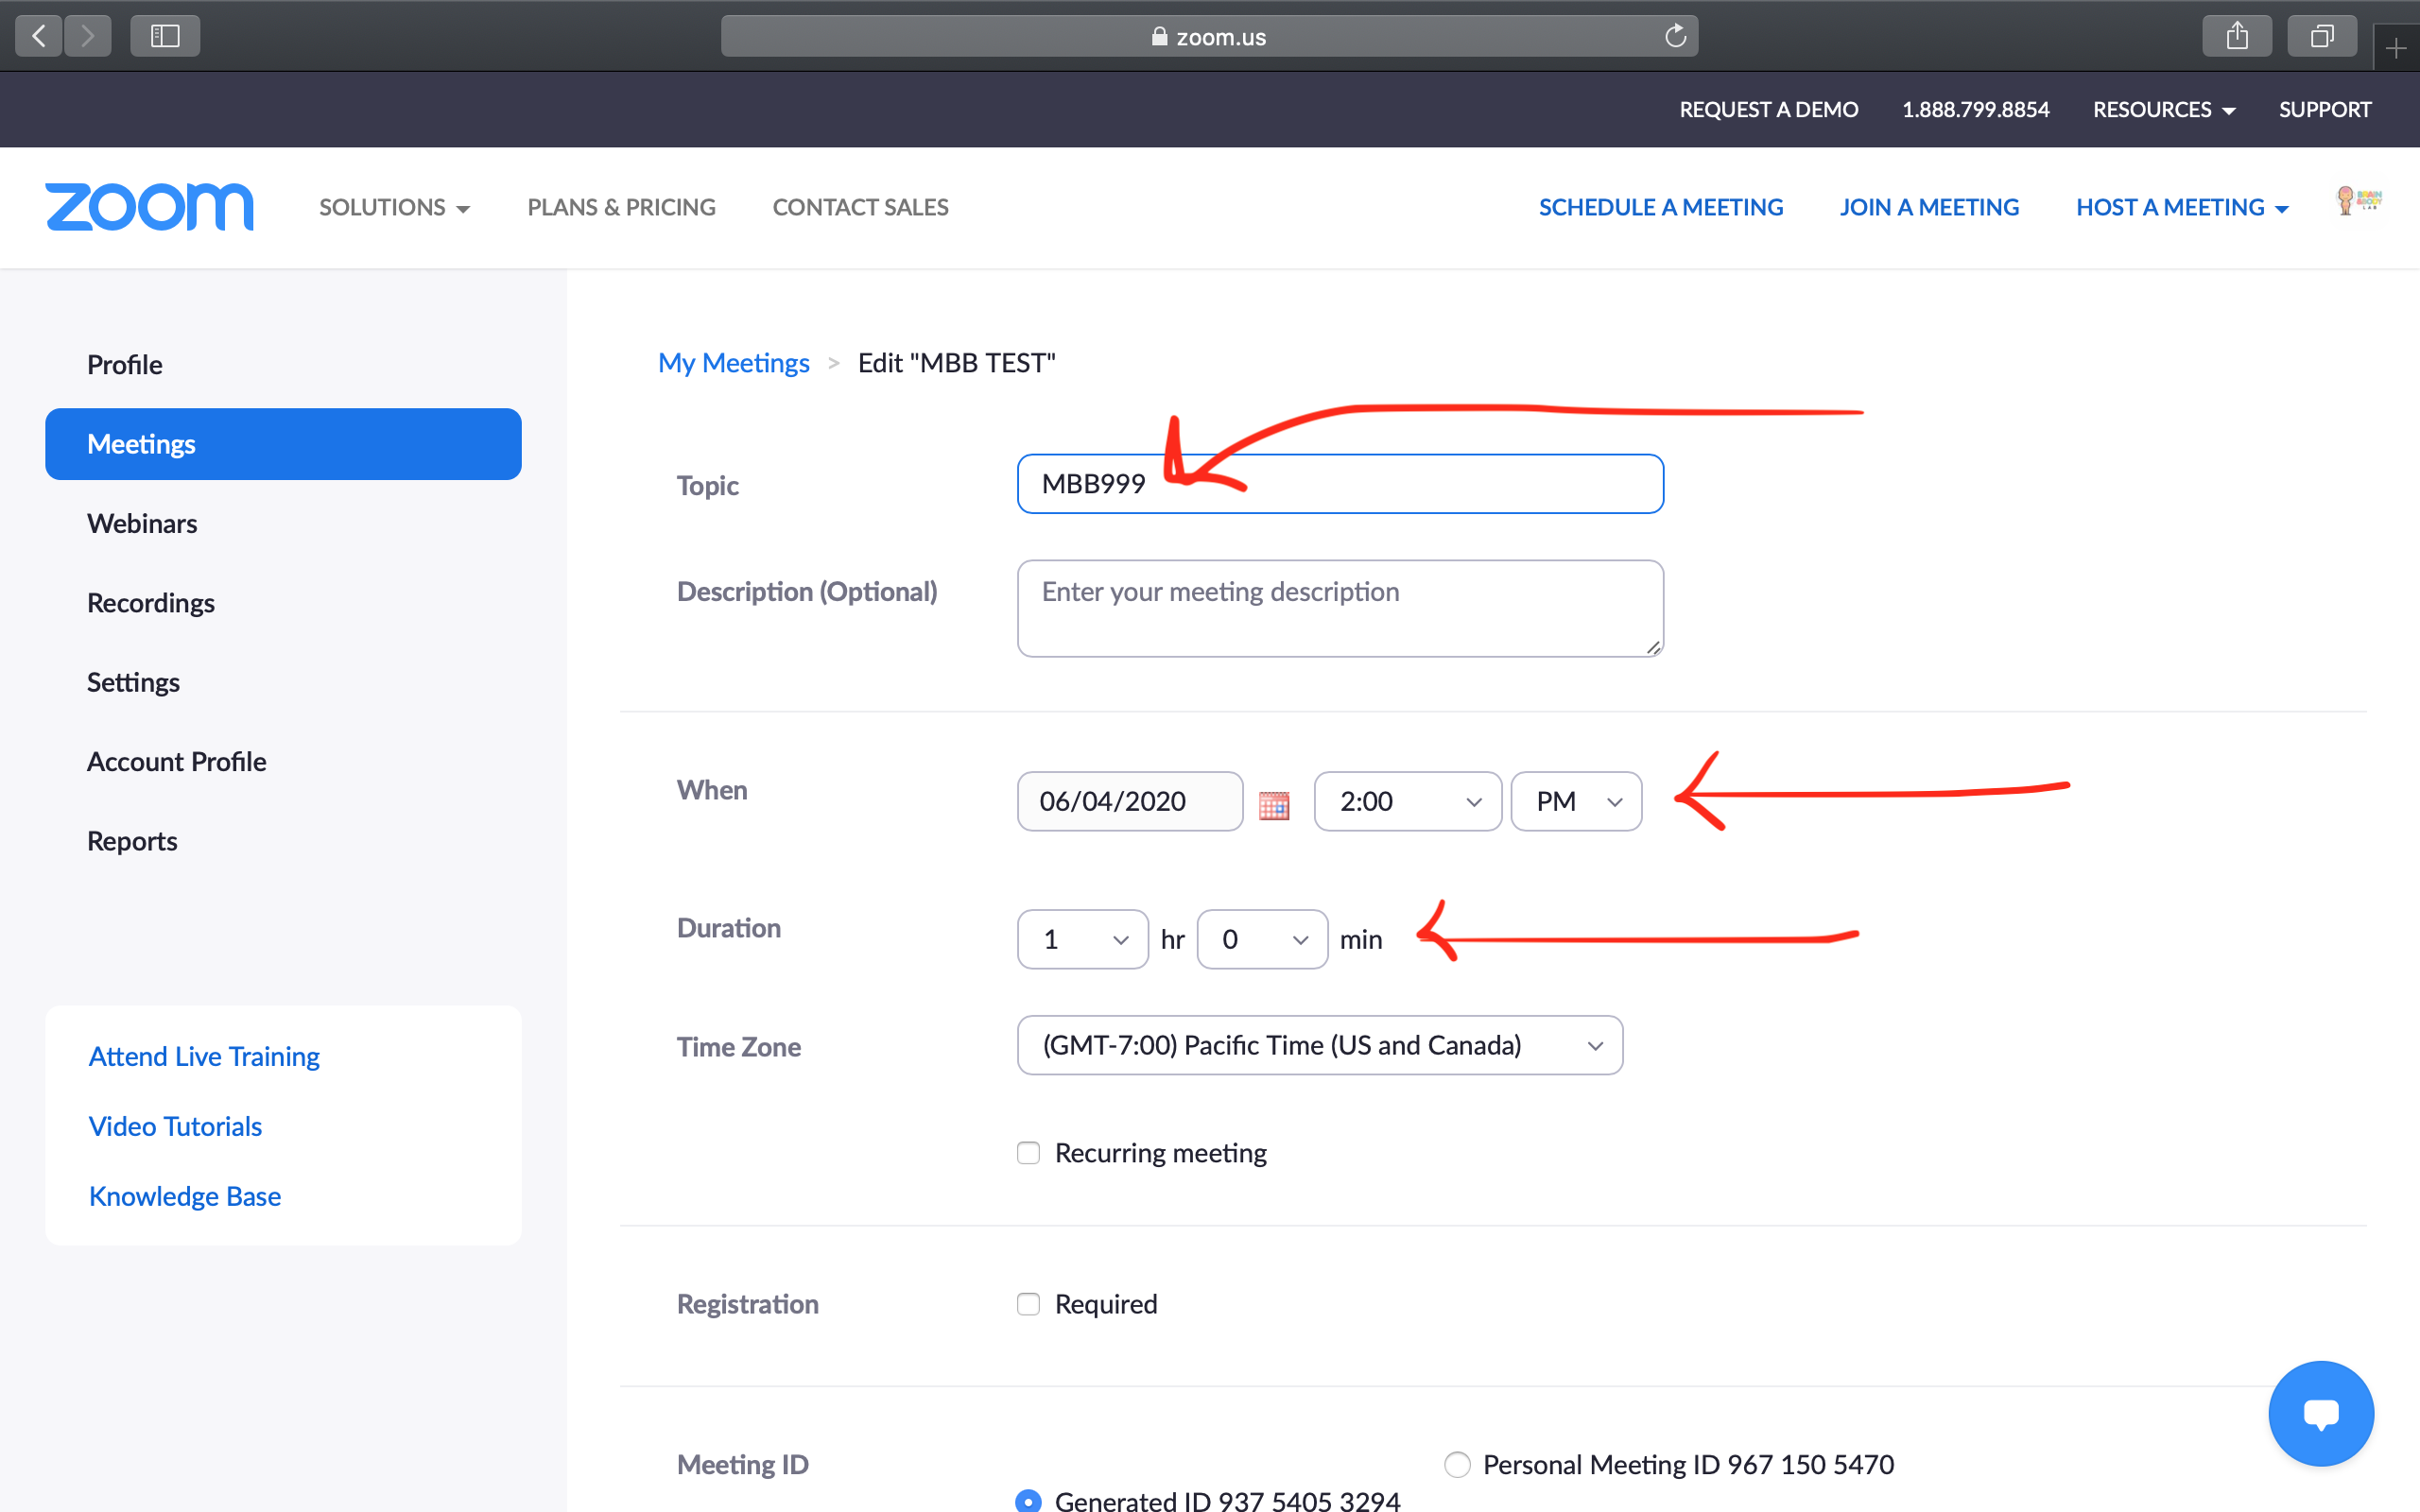 zoom.us
REQUEST A DEMO 1.888.799.8854 RESOURCES SUPPORT
zoom SOLUTIONS PLANS & PRICING CONTACT SALES SCHEDULE A MEETING JOIN A MEETING HOST A MEETING BRAIN &BODY LAB
Profile
Meetings
Webinars
Recordings
Settings
Account Profile
Reports
Attend Live Training
Video Tutorials
Knowledge Base
My Meetings > Edit "MBB TEST"
Topic MBB999
Description (Optional) Enter your meeting description
When 06/04/2020 2:00 PM
Duration 1 hr 0 min
Time Zone (GMT-7:00) Pacific Time (US and Canada)
Recurring meeting
Registration Required
Meeting ID Personal Meeting ID 967 150 5470
Generated ID 937 5405 3294